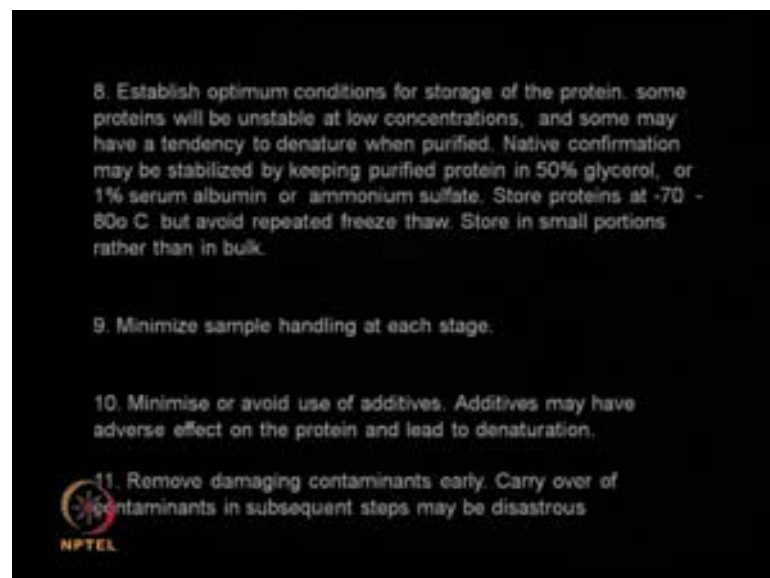 8. Establish optimum conditions for storage of the protein. some
proteins will be unstable at low concentrations, and some may
have a tendency to denature when purified. Native confirmation
may be stabilized by keeping purified protein in 50% glycerol, or
1% serum albumin or ammonium sulfate. Store proteins at -70 -
80o C but avoid repeated freeze thaw. Store in small portions
rather than in bulk.
9. Minimize sample handling at each stage.
10. Minimise or avoid use of additives. Additives may have
adverse effect on the protein and lead to denaturation.
11. Remove damaging contaminants early. Carry over of
contaminants in subsequent steps may be disastrous
NPTEL